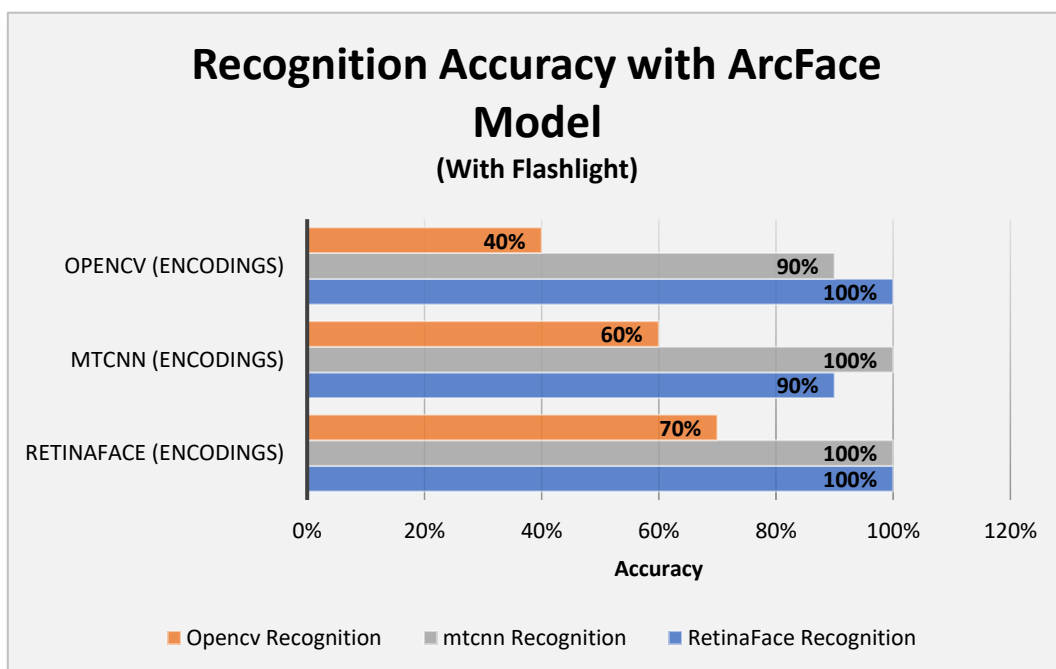 Recognition Accuracy with ArcFace
Model
(With Flashlight)
OPENCV (ENCODINGS)
40%
90%
100%
MTCNN (ENCODINGS)
60%
100%
90%
RETINAFACE (ENCODINGS)
70%
100%
100%
0% 20% 40% 60% 80% 100% 120%
Accuracy
Opencv Recognition mtcnn Recognition RetinaFace Recognition